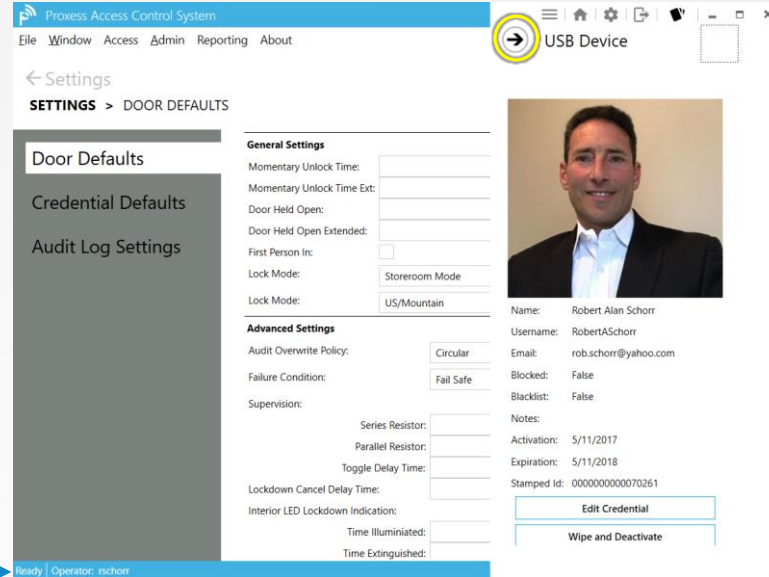 Proxess Access Control System
File Window Access Admin Reporting About
USB Device
Settings
SETTINGS > DOOR DEFAULTS
Door Defaults
Credential Defaults
Audit Log Settings
General Settings
Momentary Unlock Time:
Momentary Unlock Time Ext:
Door Held Open:
Door Held Open Extended:
First Person In:
Lock Mode: Storeroom Mode
Lock Mode: US/Mountain
Advanced Settings
Audit Overwrite Policy: Circular
Failure Condition: Fail Safe
Supervision:
Series Resistor:
Parallel Resistor:
Toggle Delay Time:
Lockdown Cancel Delay Time:
Interior LED Lockdown Indication:
Time Illuminiated:
Time Extinguished:
Name: Robert Alan Schorr
Username: RobertASchorr
Email: rob.schorr@yahoo.com
Blocked: False
Blacklist: False
Notes:
Activation: 5/11/2017
Expiration: 5/11/2018
Stamped Id: 0000000000070261
Edit Credential
Wipe and Deactivate
Ready Operator: rschorr